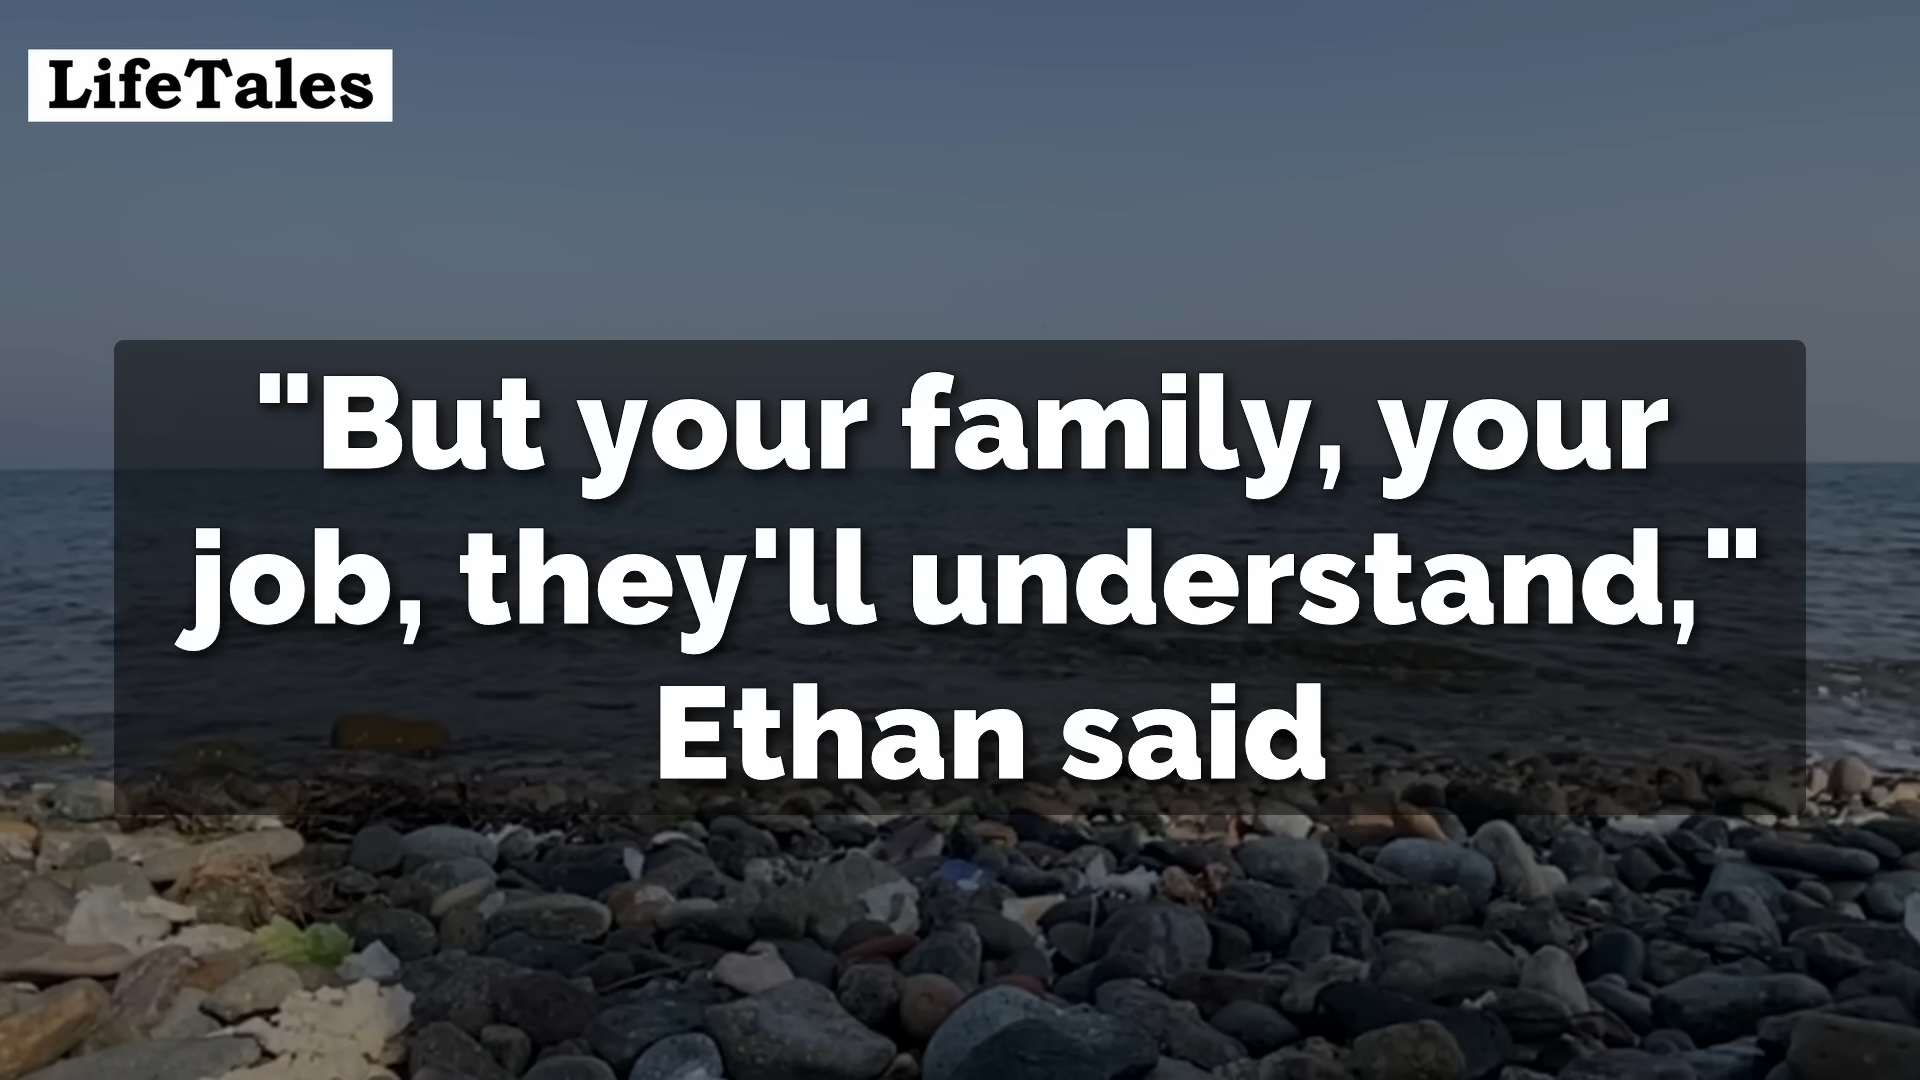 LifeTales
"But your family, your
job, they'll understand,"
Ethan said